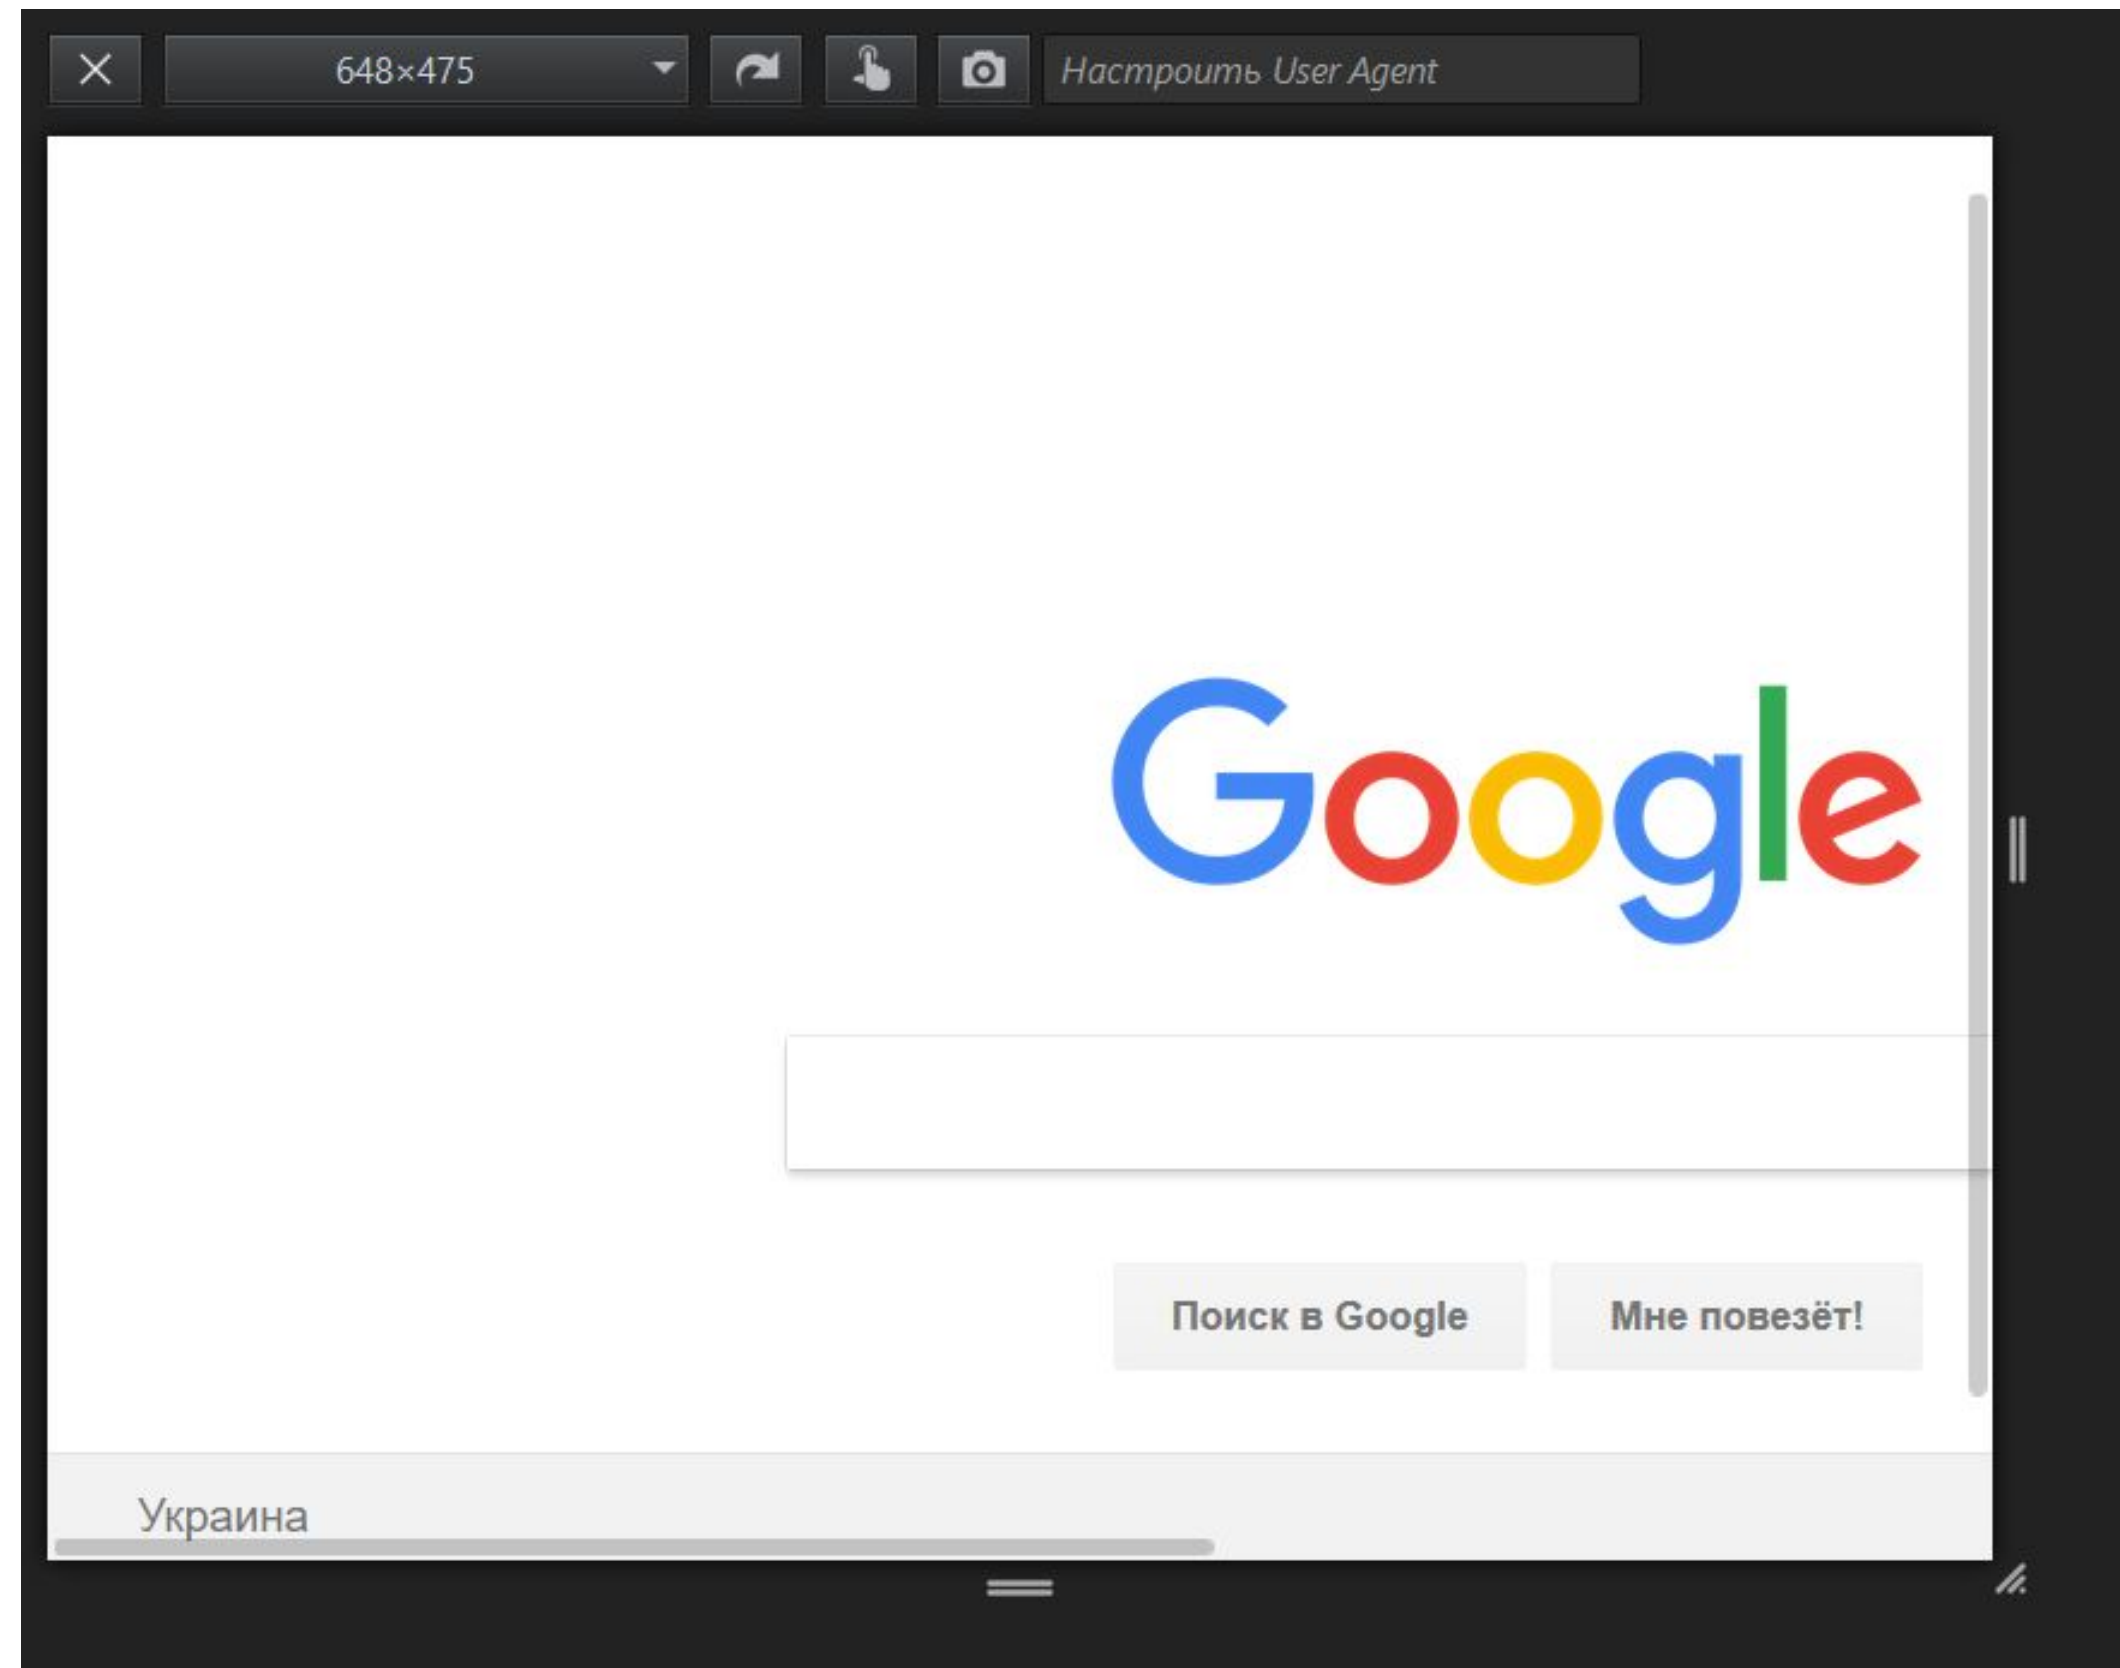 648×475
Настроить User Agent
Google
Поиск в Google
Мне повезёт!
Украина